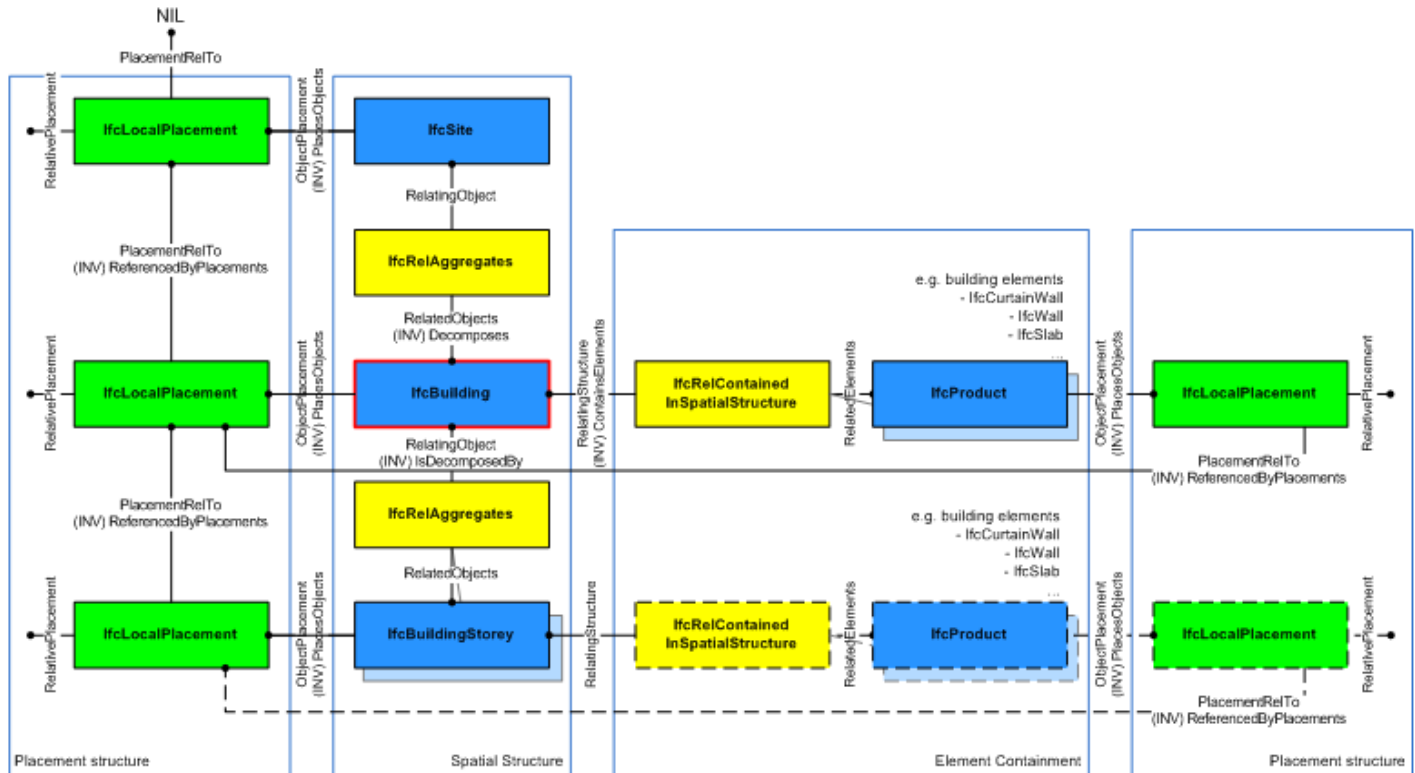 NIL
PlacementRelTo
RelativePlacement
IfcLocalPlacement
ObjectPlacement
(INV) PlacesObjects
IfcSite
RelatingObject
PlacementRelTo
(INV) ReferencedByPlacements
IfcRelAggregates
RelatedObjects
(INV) Decomposes
e.g. building elements
- IfcCurtainWall
- IfcWall
- IfcSlab
...
RelativePlacement
IfcLocalPlacement
ObjectPlacement
(INV) PlacesObjects
IfcBuilding
RelatingStructure
(INV) ContainsElements
IfcRelContained
InSpatialStructure
RelatedElements
IfcProduct
ObjectPlacement
(INV) PlacesObjects
IfcLocalPlacement
RelativePlacement
RelatingObject
(INV) IsDecomposedBy
PlacementRelTo
(INV) ReferencedByPlacements
PlacementRelTo
(INV) ReferencedByPlacements
IfcRelAggregates
RelatedObjects
e.g. building elements
- IfcCurtainWall
- IfcWall
- IfcSlab
...
RelativePlacement
IfcLocalPlacement
ObjectPlacement
(INV) PlacesObjects
IfcBuildingStorey
RelatingStructure
IfcRelContained
InSpatialStructure
RelatedElements
IfcProduct
ObjectPlacement
(INV) PlacesObjects
IfcLocalPlacement
RelativePlacement
PlacementRelTo
(INV) ReferencedByPlacements
Placement structure
Spatial Structure
Element Containment
Placement structure